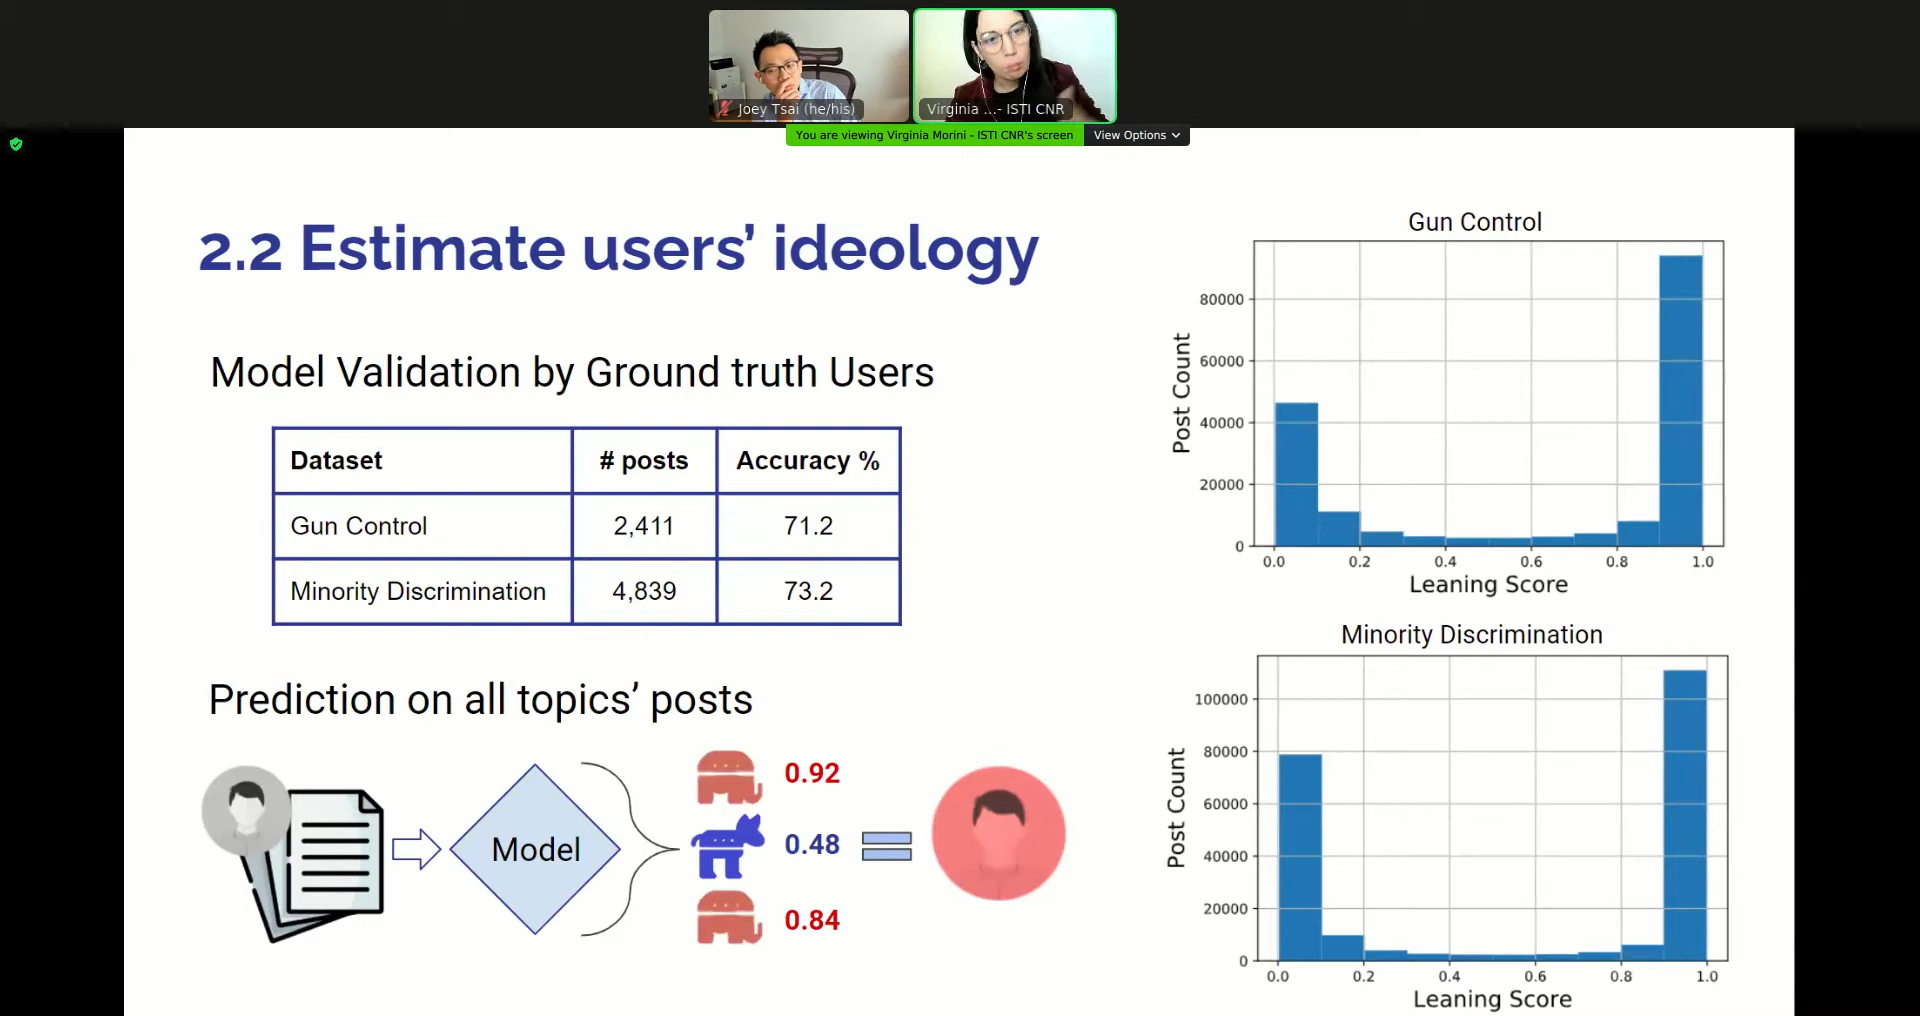 Joey Tsai (he/his)
Virginia ...- ISTI CNR
You are viewing Virginia Morini - ISTI CNR's screen
View Options
2.2 Estimate users’ ideology
Model Validation by Ground truth Users
Dataset # posts Accuracy %
Gun Control 2,411 71.2
Minority Discrimination 4,839 73.2
Prediction on all topics’ posts
Model
0.92
0.48
0.84
Gun Control
Post Count
80000
60000
40000
20000
0
0.0 0.2 0.4 0.6 0.8 1.0
Leaning Score
Minority Discrimination
Post Count
100000
80000
60000
40000
20000
0
0.0 0.2 0.4 0.6 0.8 1.0
Leaning Score